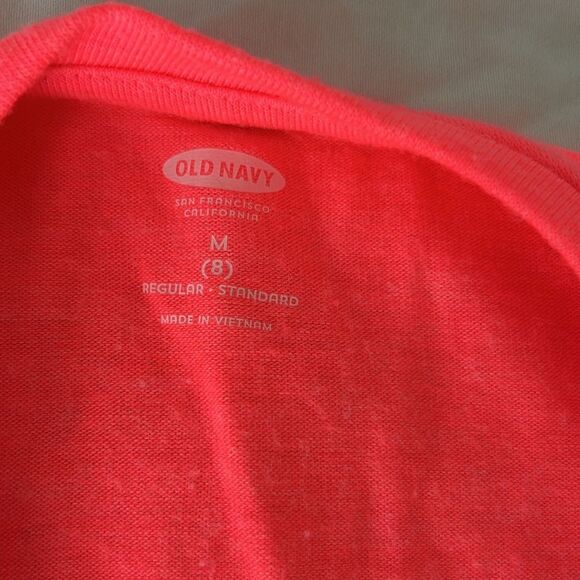 OLD NAVY
SAN FRANCISCO
CALIFORNIA
M
(8)
REGULAR • STANDARD
MADE IN VIETNAM